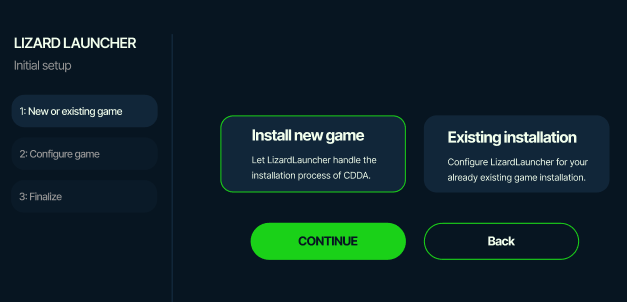 LIZARD LAUNCHER
Initial setup
1: New or existing game
2: Configure game
3: Finalize
Install new game
Let LizardLauncher handle the
installation process of CDDA.
Existing installation
Configure LizardLauncher for your
already existing game installation.
CONTINUE
Back